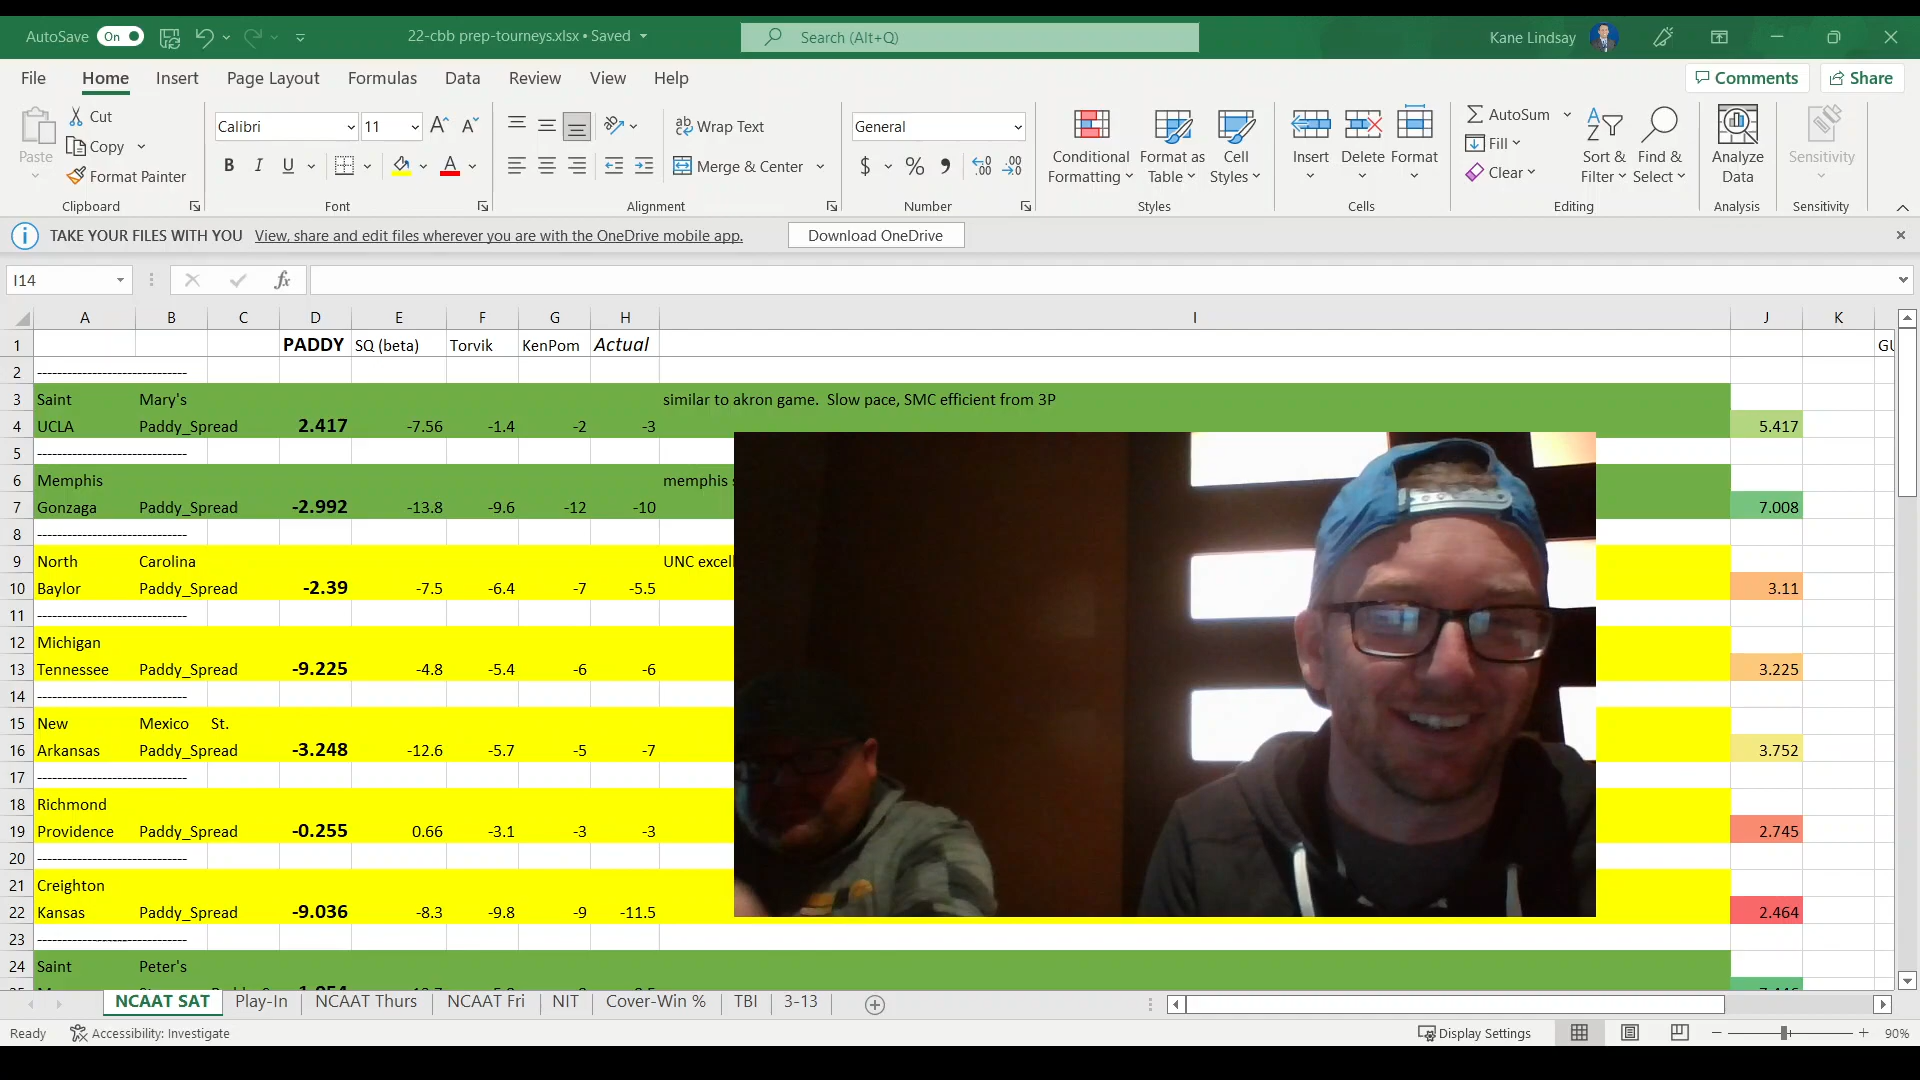 AutoSave On 22-cbb prep-tourneys.xlsx • Saved Search (Alt+Q) Kane Lindsay
File Home Insert Page Layout Formulas Data Review View Help Comments Share
Paste Cut Copy Format Painter
Calibri 11 B I U A
Wrap Text Merge & Center
General $ %
Conditional Formatting Format as Table Cell Styles
Insert Delete Format
AutoSum Fill Clear Sort & Filter Find & Select
Analyze Data Sensitivity
Clipboard Font Alignment Number Styles Cells Editing Analysis Sensitivity
TAKE YOUR FILES WITH YOU View, share and edit files wherever you are with the OneDrive mobile app. Download OneDrive
I14 fx
A B C D E F G H I J K
1 PADDY SQ (beta) Torvik KenPom Actual
2 ------------------------------
3 Saint Mary's similar to akron game. Slow pace, SMC efficient from 3P
4 UCLA Paddy_Spread 2.417 -7.56 -1.4 -2 -3 5.417
5 ------------------------------
6 Memphis memphis
7 Gonzaga Paddy_Spread -2.992 -13.8 -9.6 -12 -10 7.008
8 ------------------------------
9 North Carolina UNC
10 Baylor Paddy_Spread -2.39 -7.5 -6.4 -7 -5.5 3.11
11 ------------------------------
12 Michigan
13 Tennessee Paddy_Spread -9.225 -4.8 -5.4 -6 -6 3.225
14 ------------------------------
15 New Mexico St.
16 Arkansas Paddy_Spread -3.248 -12.6 -5.7 -5 -7 3.752
17 ------------------------------
18 Richmond
19 Providence Paddy_Spread -0.255 0.66 -3.1 -3 -3 2.745
20 ------------------------------
21 Creighton
22 Kansas Paddy_Spread -9.036 -8.3 -9.8 -9 -11.5 2.464
23 ------------------------------
24 Saint Peter's
NCAAT SAT Play-In NCAAT Thurs NCAAT Fri NIT Cover-Win % TBI 3-13
Ready Accessibility: Investigate Display Settings 90%